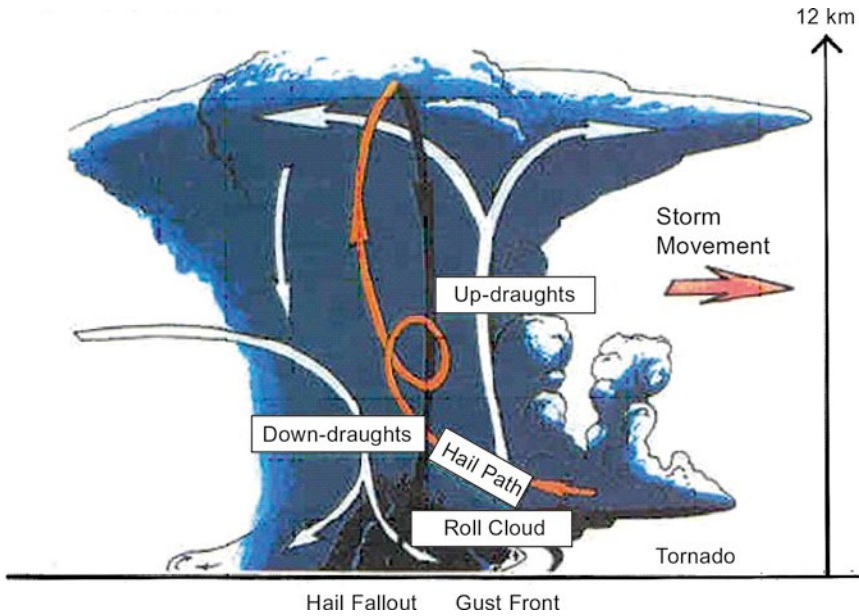 12 km
Storm
Movement
Up-draughts
Down-draughts
Hail Path
Roll Cloud
Tornado
Hail Fallout
Gust Front